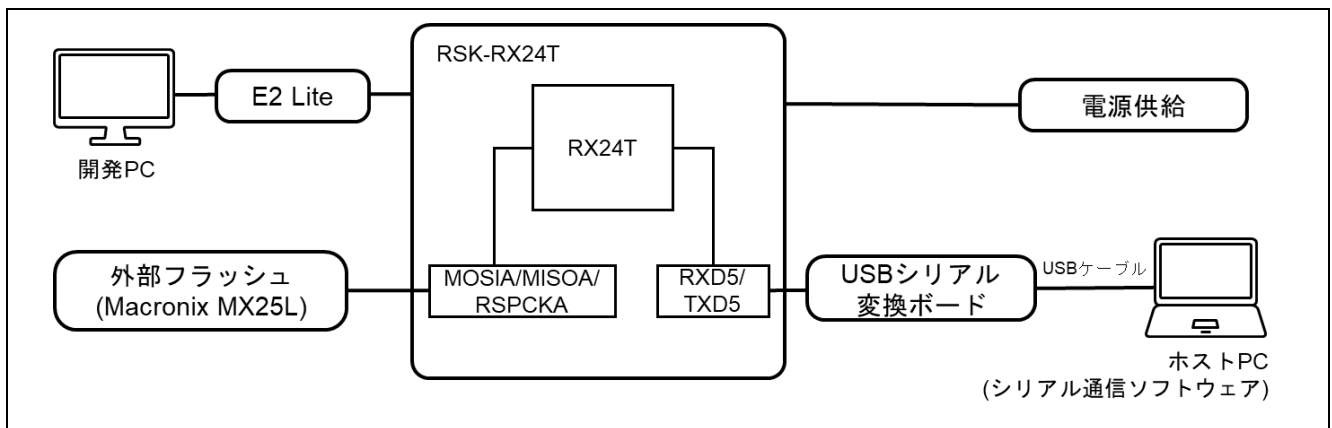 RSK-RX24T
E2 Lite
開発PC
RX24T
電源供給
外部フラッシュ
(Macronix MX25L)
MOSIA/MISOA/
RSPCKA
RXD5/
TXD5
USBシリアル
変換ボード
USBケーブル
ホストPC
(シリアル通信ソフトウェア)